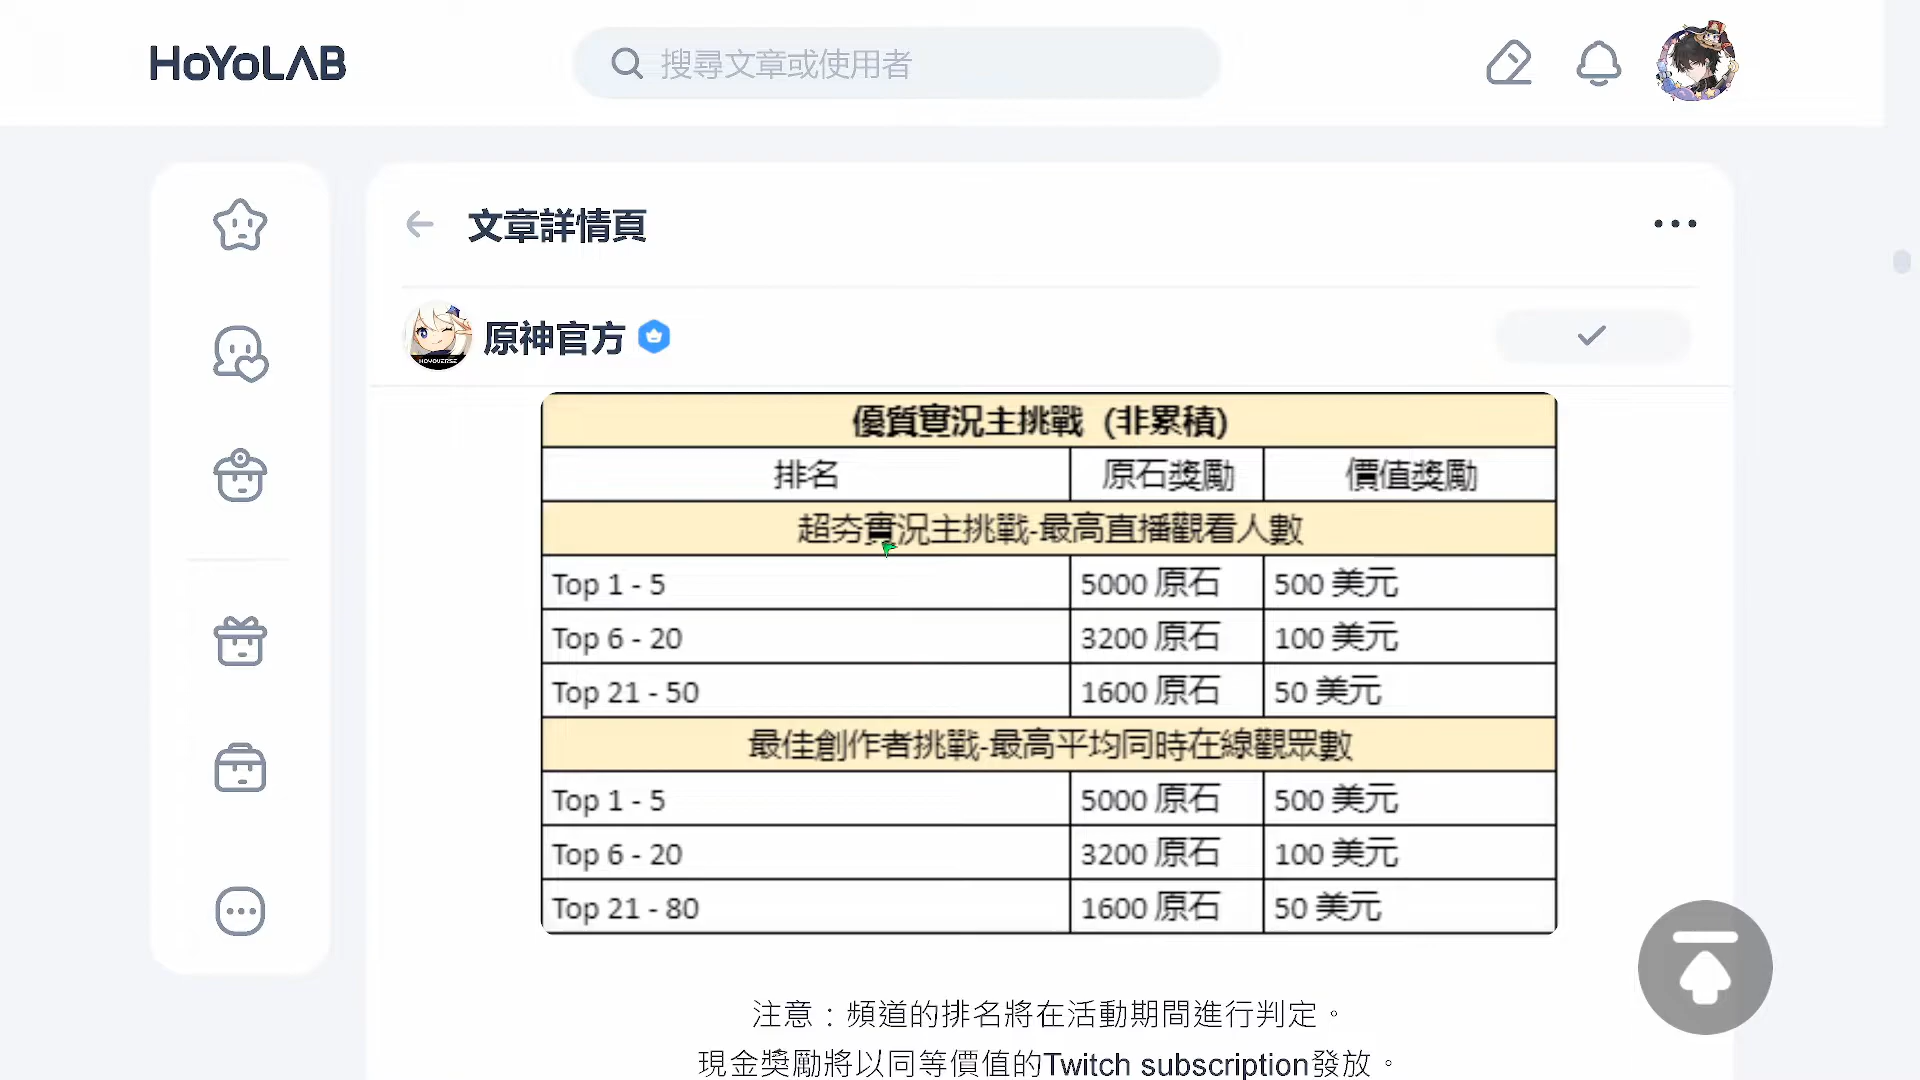 HoYoLAB
搜尋文章或使用者
文章詳情頁
原神官方
HOYOVERSE
優質實況主挑戰 (非累積)
排名 原石獎勵 價值獎勵
超夯實況主挑戰-最高直播觀看人數
Top 1 - 5 5000 原石 500 美元
Top 6 - 20 3200 原石 100 美元
Top 21 - 50 1600 原石 50 美元
最佳創作者挑戰-最高平均同時在線觀眾數
Top 1 - 5 5000 原石 500 美元
Top 6 - 20 3200 原石 100 美元
Top 21 - 80 1600 原石 50 美元
注意：頻道的排名將在活動期間進行判定。
現金獎勵將以同等價值的Twitch subscription發放。